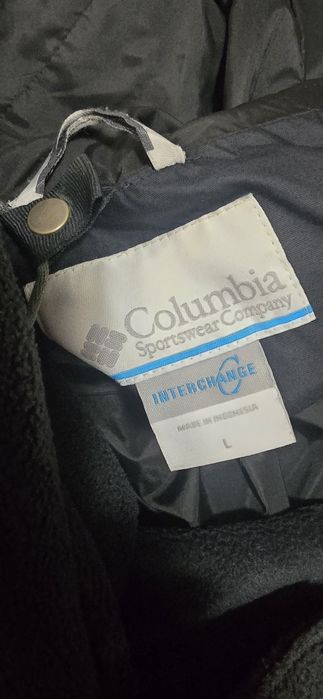 Columbia
Sportswear Company
INTERCHANGE
MADE IN INDONESIA
L